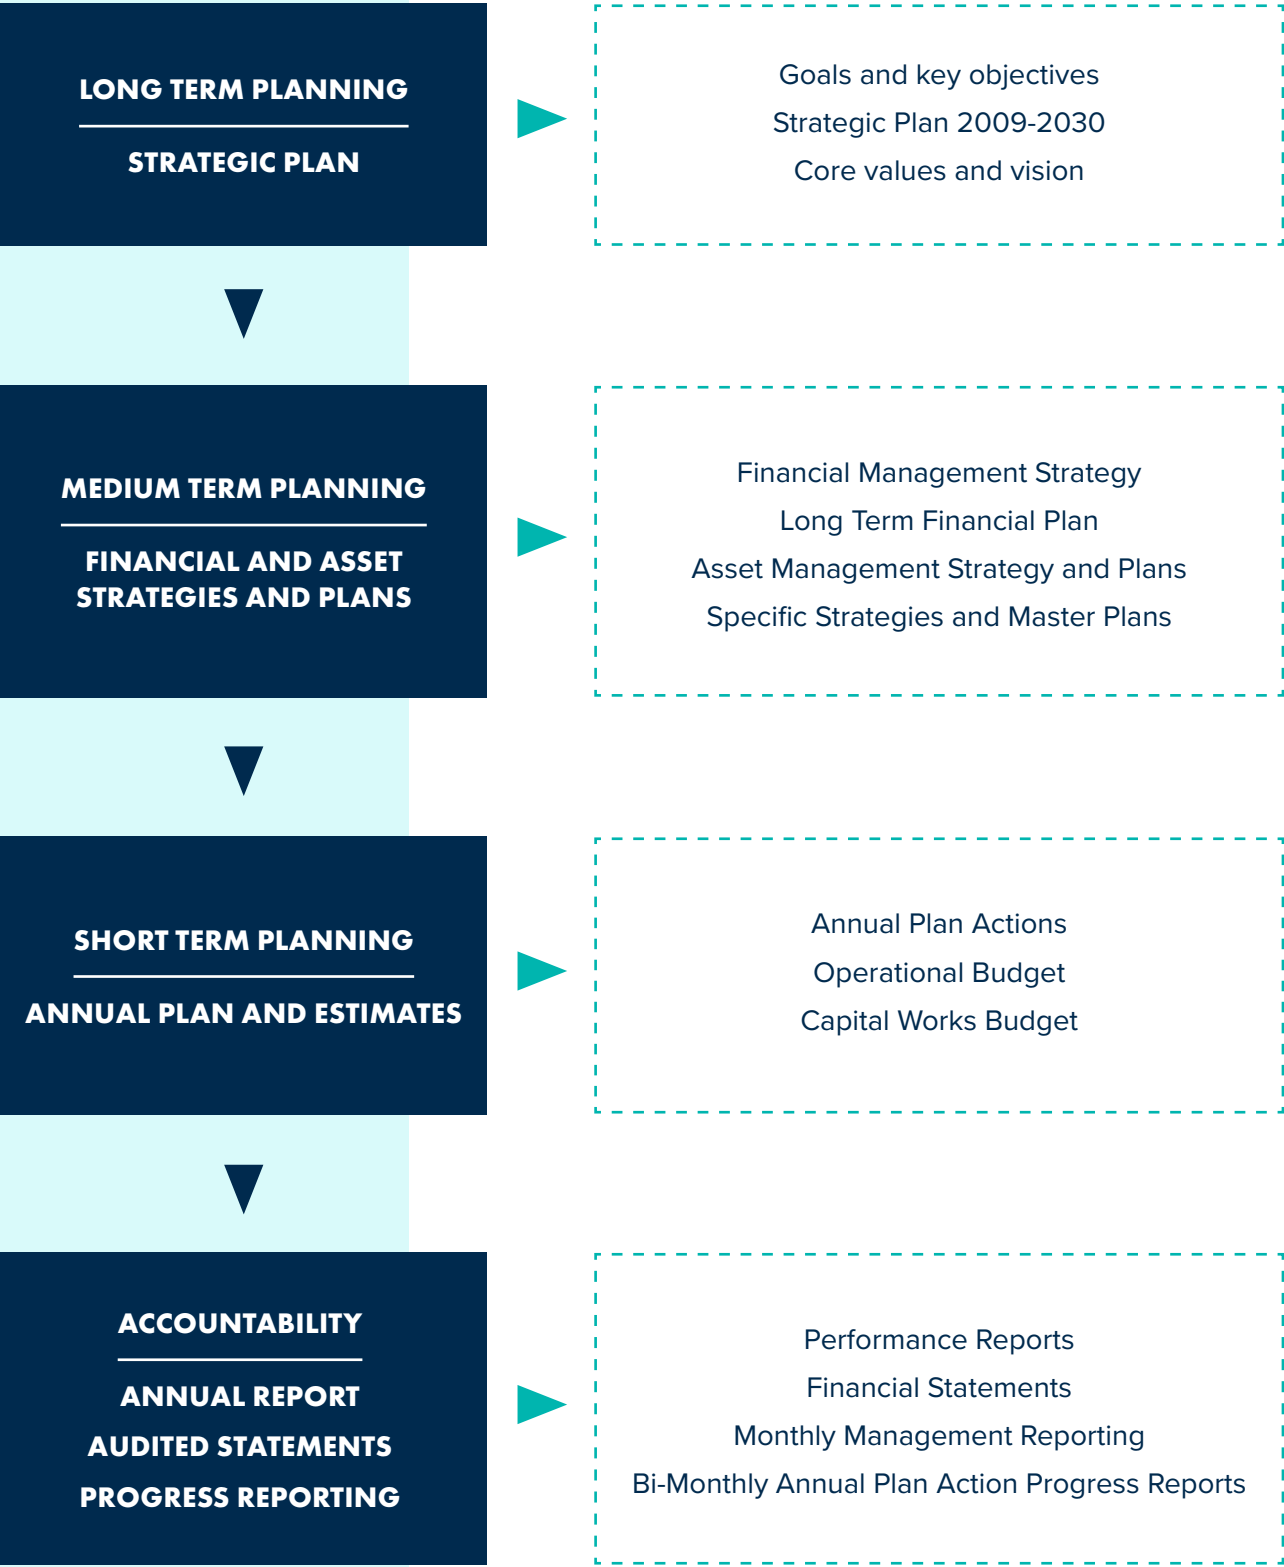 LONG TERM PLANNING
STRATEGIC PLAN
Goals and key objectives
Strategic Plan 2009-2030
Core values and vision
MEDIUM TERM PLANNING
FINANCIAL AND ASSET
STRATEGIES AND PLANS
Financial Management Strategy
Long Term Financial Plan
Asset Management Strategy and Plans
Specific Strategies and Master Plans
SHORT TERM PLANNING
ANNUAL PLAN AND ESTIMATES
Annual Plan Actions
Operational Budget
Capital Works Budget
ACCOUNTABILITY
ANNUAL REPORT
AUDITED STATEMENTS
PROGRESS REPORTING
Performance Reports
Financial Statements
Monthly Management Reporting
Bi-Monthly Annual Plan Action Progress Reports